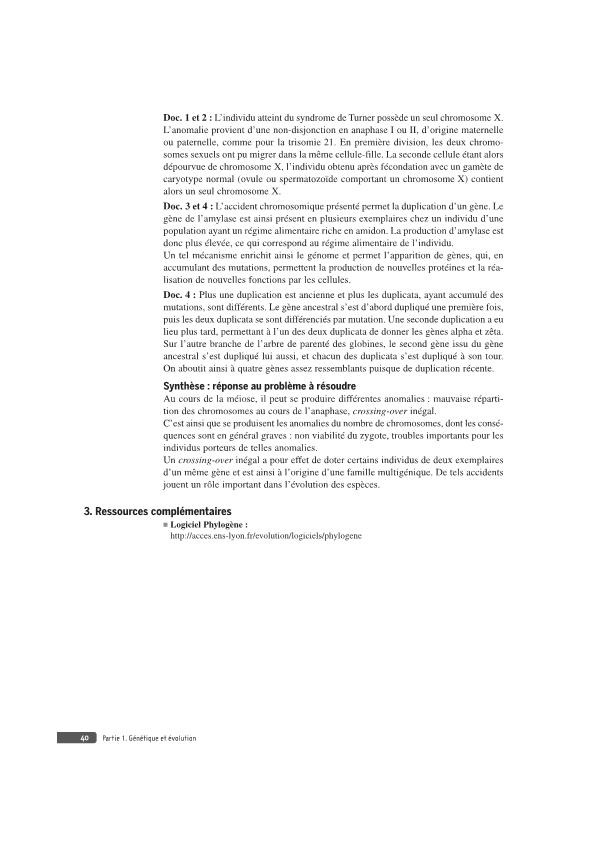 Doc. 1 et 2 : L’individu atteint du syndrome de Turner possède un seul chromosome X.
L’anomalie provient d’une non-disjonction en anaphase I ou II, d’origine maternelle
ou paternelle, comme pour la trisomie 21. En première division, les deux chromo-
somes sexuels ont pu migrer dans la même cellule-fille. La seconde cellule étant alors
dépourvue de chromosome X, l’individu obtenu après fécondation avec un gamète de
caryotype normal (ovule ou spermatozoïde comportant un chromosome X) contient
alors un seul chromosome X.
Doc. 3 et 4 : L’accident chromosomique présenté permet la duplication d’un gène. Le
gène de l’amylase est ainsi présent en plusieurs exemplaires chez un individu d’une
population ayant un régime alimentaire riche en amidon. La production d’amylase est
donc plus élevée, ce qui correspond au régime alimentaire de l’individu.
Un tel mécanisme enrichit ainsi le génome et permet l’apparition de gènes, qui, en
accumulant des mutations, permettent la production de nouvelles protéines et la réa-
lisation de nouvelles fonctions par les cellules.
Doc. 4 : Plus une duplication est ancienne et plus les duplicata, ayant accumulé des
mutations, sont différents. Le gène ancestral s’est d’abord dupliqué une première fois,
puis les deux duplicata se sont différenciés par mutation. Une seconde duplication a eu
lieu plus tard, permettant à l’un des deux duplicata de donner les gènes alpha et zêta.
Sur l’autre branche de l’arbre de parenté des globines, le second gène issu du gène
ancestral s’est dupliqué lui aussi, et chacun des duplicata s’est dupliqué à son tour.
On aboutit ainsi à quatre gènes assez ressemblants puisque de duplication récente.
Synthèse : réponse au problème à résoudre
Au cours de la méiose, il peut se produire différentes anomalies : mauvaise réparti-
tion des chromosomes au cours de l’anaphase, crossing-over inégal.
C’est ainsi que se produisent les anomalies du nombre de chromosomes, dont les consé-
quences sont en général graves : non viabilité du zygote, troubles importants pour les
individus porteurs de telles anomalies.
Un crossing-over inégal a pour effet de doter certains individus de deux exemplaires
d’un même gène et est ainsi à l’origine d’une famille multigénique. De tels accidents
jouent un rôle important dans l’évolution des espèces.
3. Ressources complémentaires
■ Logiciel Phylogène :
http://acces.ens-lyon.fr/evolution/logiciels/phylogene
40 Partie 1. Génétique et évolution